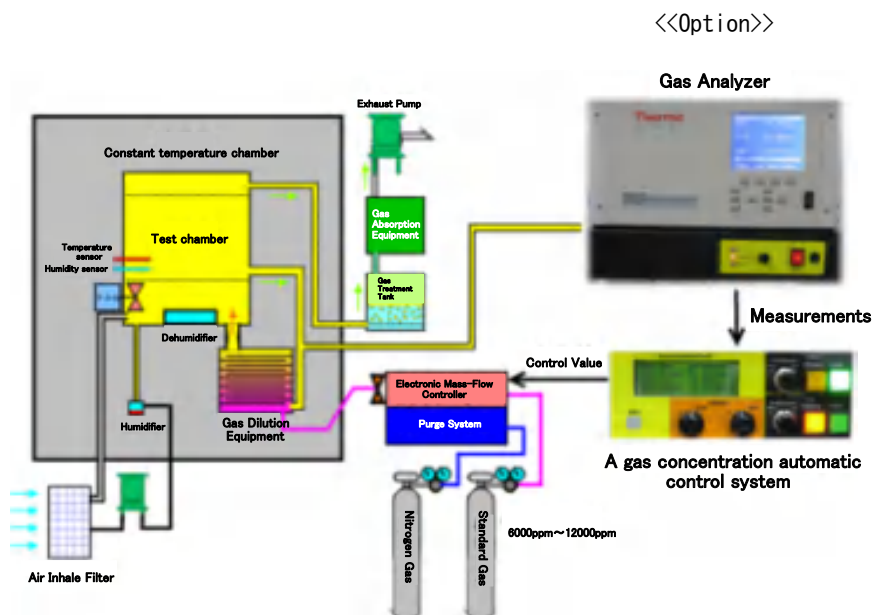 <<Option>>
Gas Analyzer
Exhaust Pump
Thermo
Constant temperature chamber
Gas
Absorption
Equipment
Test chamber
Temperature
sensor
Humidity sensor
Gas
Treatment
Tank
Measurements
Dehumidifier
Control Value
Electronic Mass-Flow
Controller
Humidifier
Gas Dilution
Equipment
Purge System
A gas concentration automatic
control system
Nitrogen Gas
Standard Gas
6000ppm～12000ppm
Air Inhale Filter